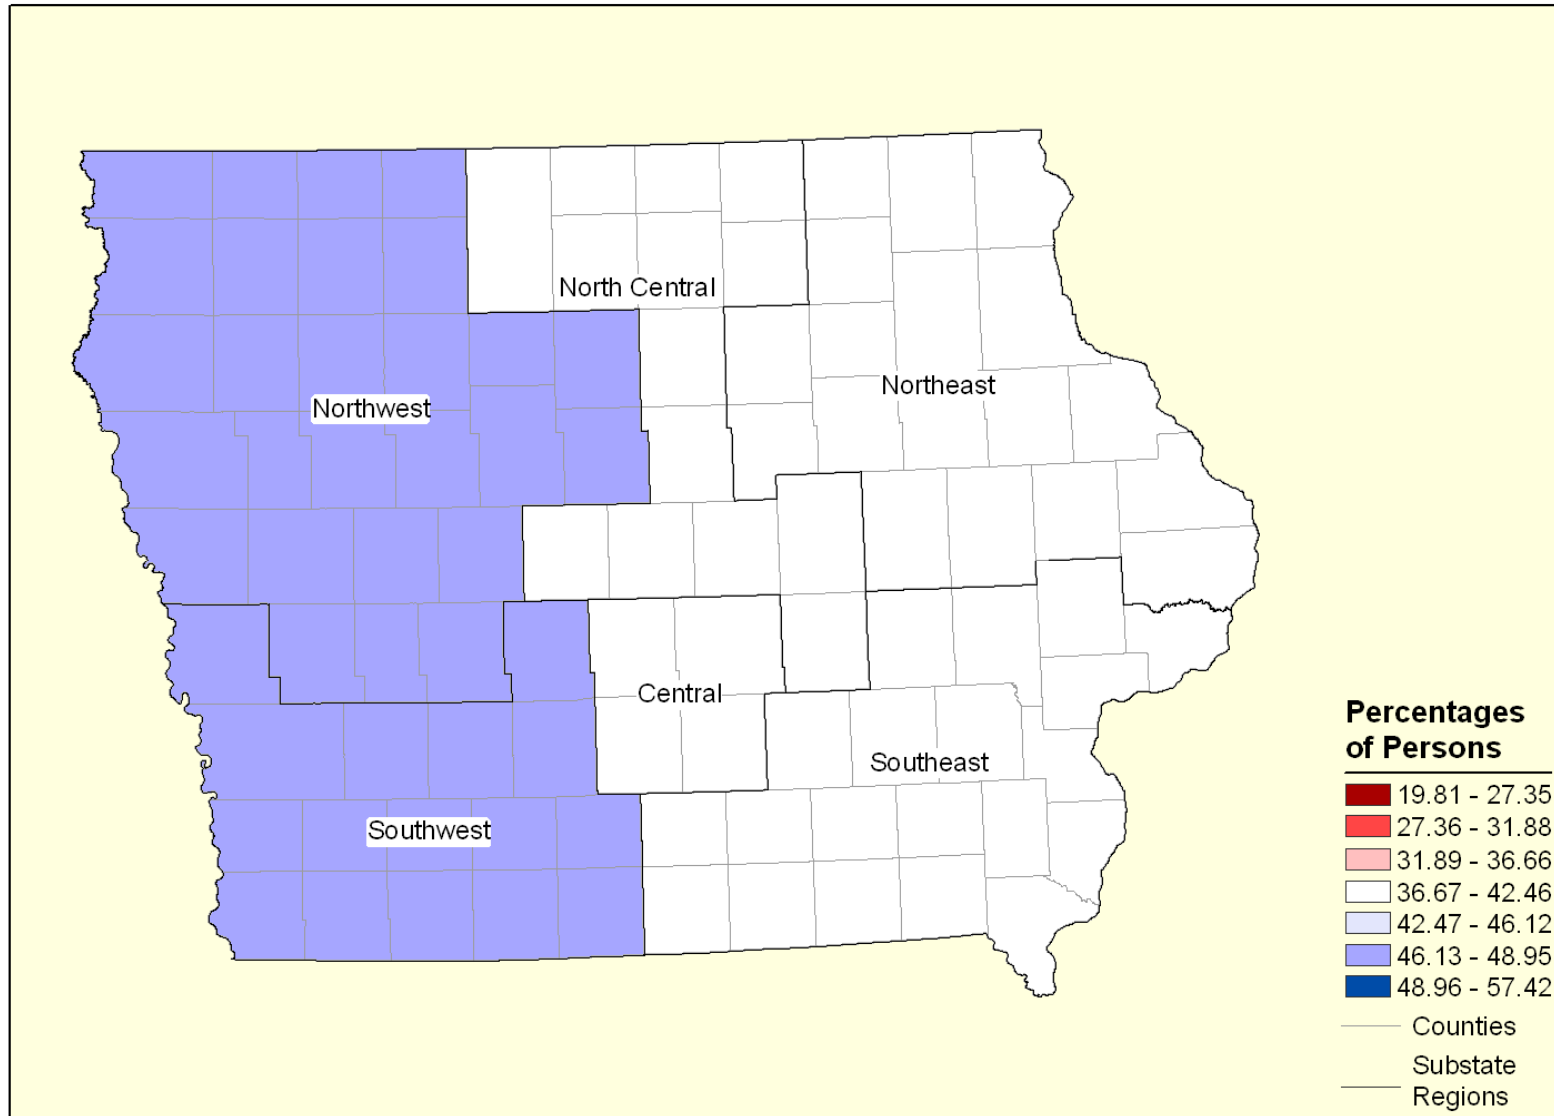 North Central
Northeast
Northwest
Central
Southeast
Southwest
Percentages
of Persons
19.81 - 27.35
27.36 - 31.88
31.89 - 36.66
36.67 - 42.46
42.47 - 46.12
46.13 - 48.95
48.96 - 57.42
Counties
Substate
Regions